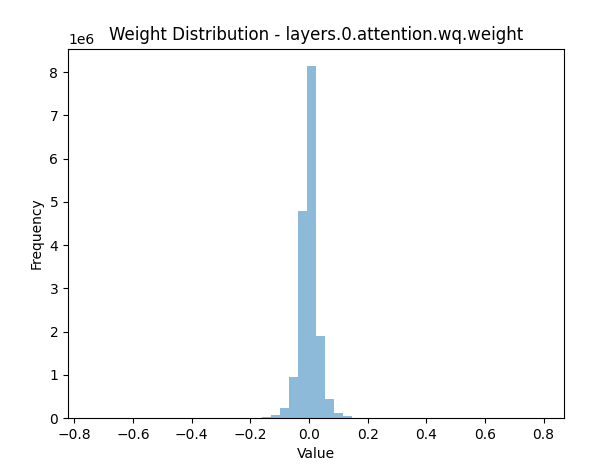 Weight Distribution - layers.0.attention.wq.weight
1e6
8
7
6
5
4
3
2
1
0
Frequency
−0.8 −0.6 −0.4 −0.2 0.0 0.2 0.4 0.6 0.8
Value